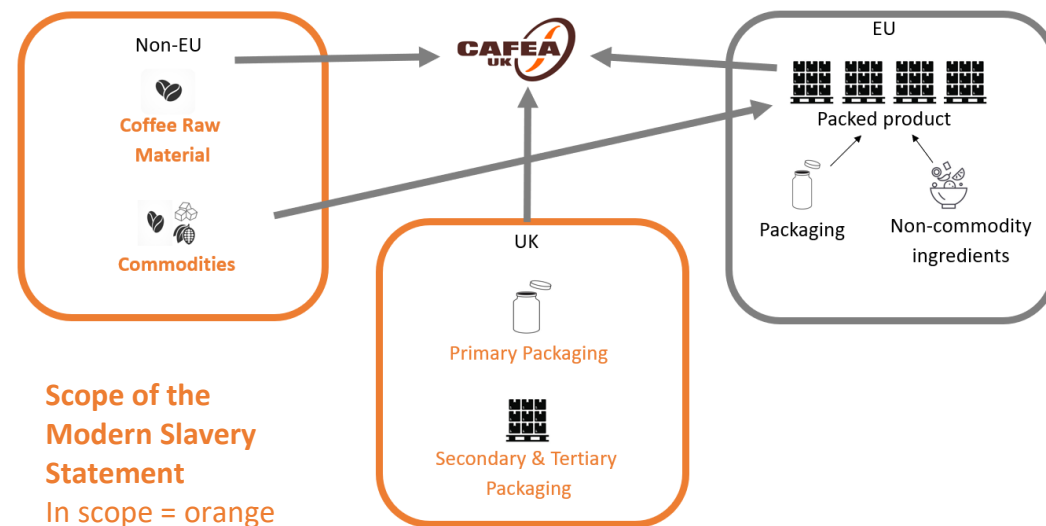 Non-EU
Coffee Raw
Material
Commodities
CAFEA
UK
EU
Packed product
Packaging
Non-commodity
ingredients
UK
Primary Packaging
Secondary & Tertiary
Packaging
Scope of the
Modern Slavery
Statement
In scope = orange